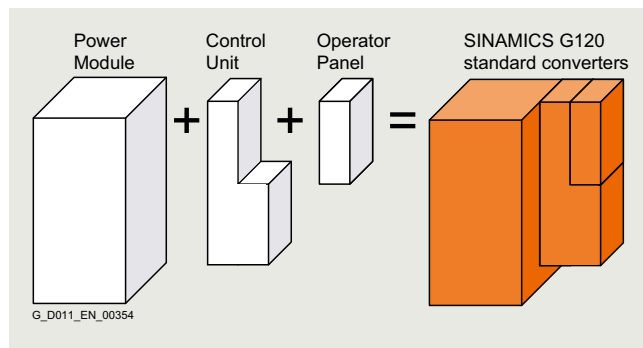 Power
Module
Control
Unit
Operator
Panel
SINAMICS G120
standard converters
+
+
=
G_D011_EN_00354